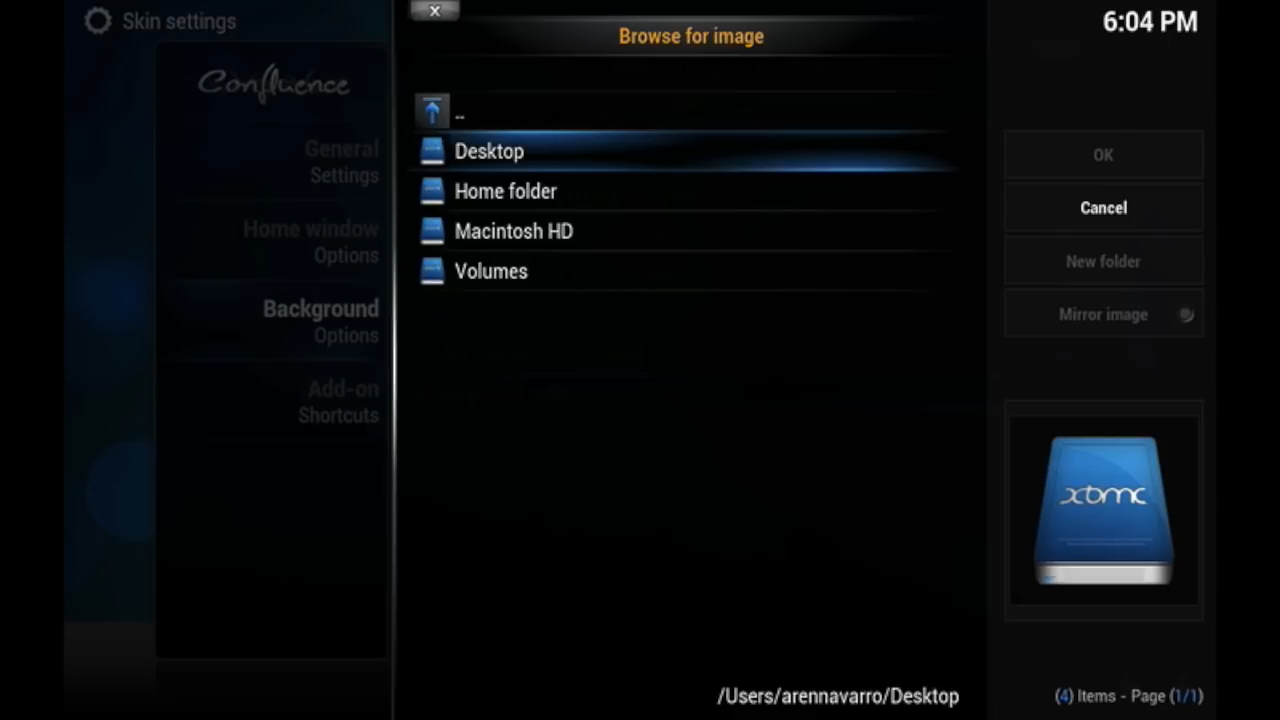 Skin settings
x
Browse for image
6:04 PM
Confluence
General
Settings
Home window
Options
Background
Options
Add-on
Shortcuts
..
Desktop
Home folder
Macintosh HD
Volumes
OK
Cancel
New folder
Mirror image
xbmc
/Users/arennavarro/Desktop
(4) Items - Page (1/1)